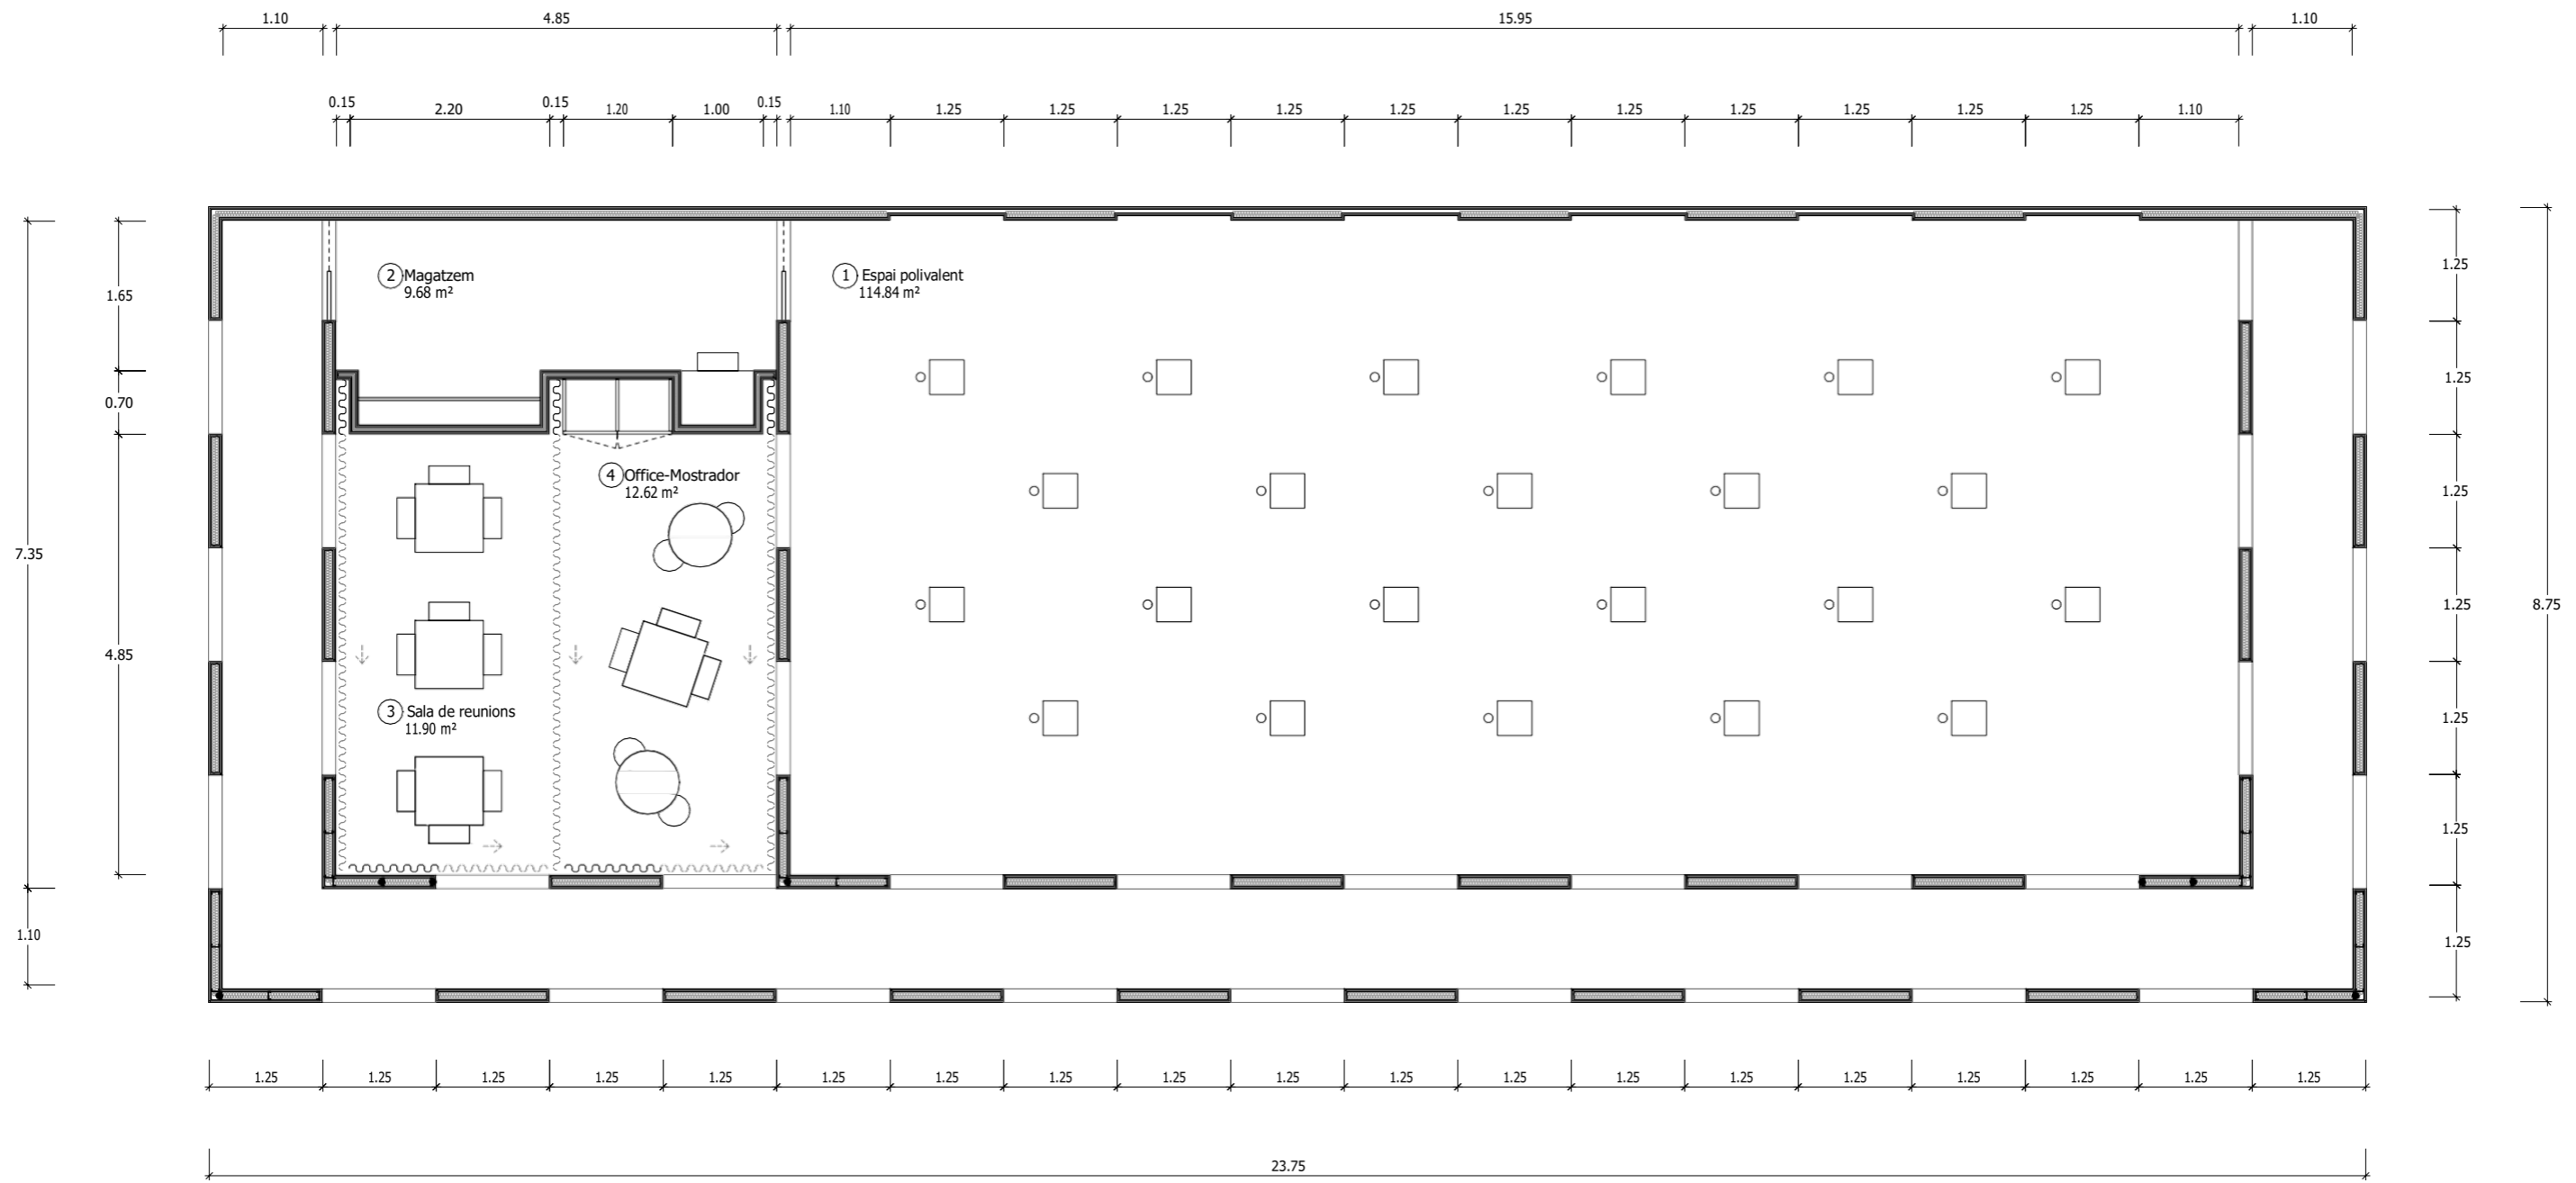 1.10 4.85 15.95 1.10
0.15 2.20 0.15 1.20 1.00 0.15 1.10 1.25 1.25 1.25 1.25 1.25 1.25 1.25 1.25 1.25 1.25 1.25 1.10
2 Magatzem
9.68 m²
1 Espai polivalent
114.84 m²
4 Office-Mostrador
12.62 m²
3 Sala de reunions
11.90 m²
7.35
1.10
1.65
0.70
4.85
1.25
1.25
1.25
1.25
1.25
1.25
1.25
8.75
1.25 1.25 1.25 1.25 1.25 1.25 1.25 1.25 1.25 1.25 1.25 1.25 1.25 1.25 1.25 1.25 1.25 1.25 1.25
23.75